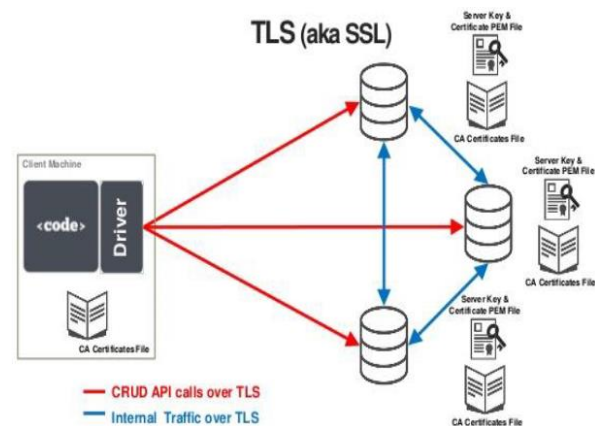 TLS (aka SSL)
Server Key &
Certificate PEM File
CA Certificates File
Client Machine
<code>
Driver
CA Certificates File
Server Key &
Certificate PEM File
CA Certificates File
Server Key &
Certificate PEM File
CA Certificates File
CRUD API calls over TLS
Internal Traffic over TLS